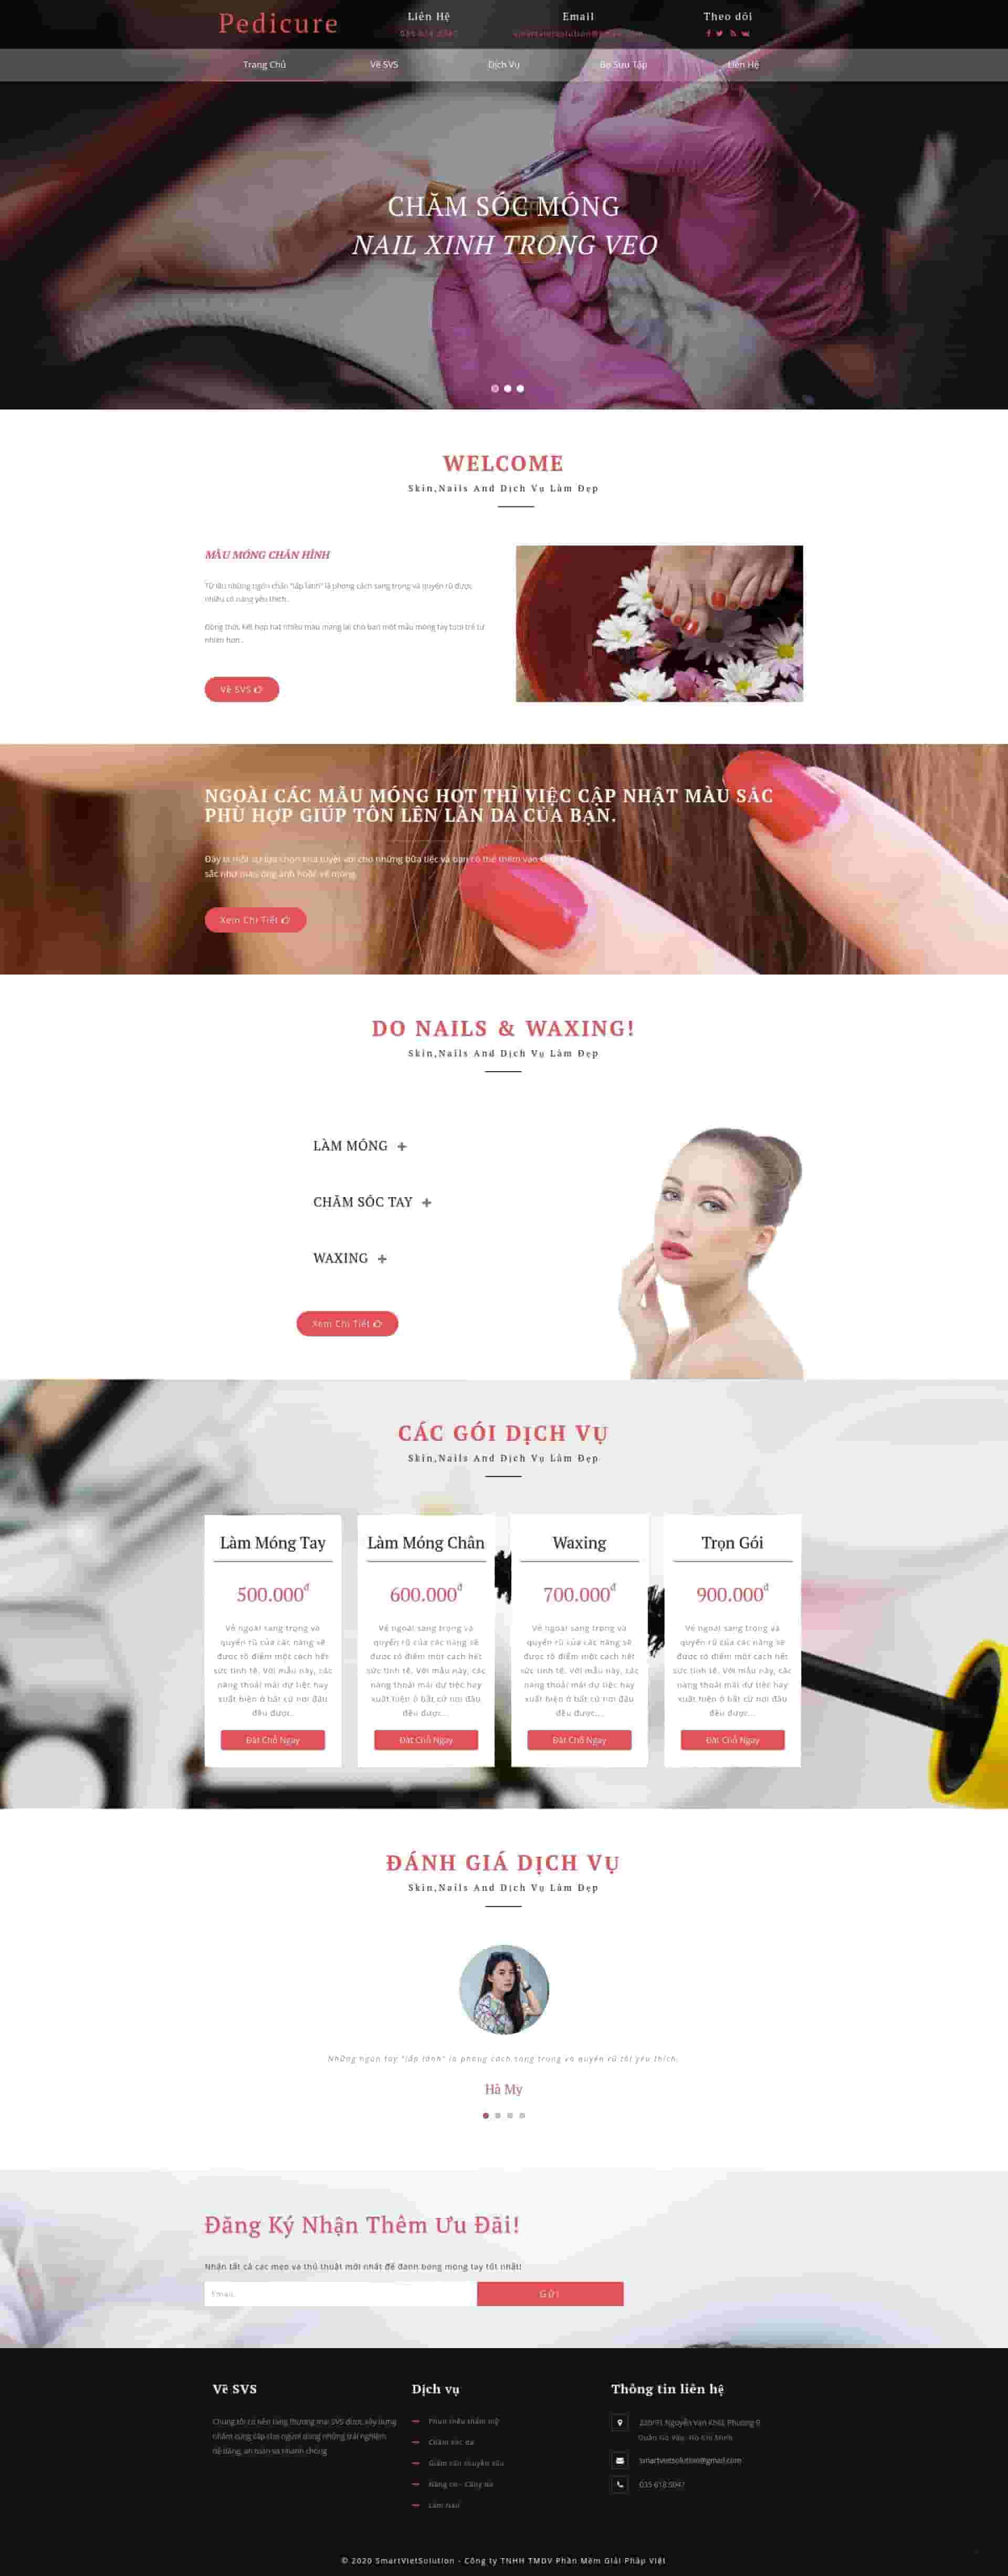 Pedicure
Liên Hệ
Email
Theo dõi
Trang Chủ
Về SVS
Dịch Vụ
Bộ Sưu Tập
Liên Hệ
CHĂM SÓC MÓNG
NAIL XINH TRONG VEO
WELCOME
Skin,Nails And Dịch Vụ Làm Đẹp
MẪU MÓNG CHÂN HÌNH
Từ lâu những ngón chân "lấp lánh" là phong cách sang trọng và quyến rũ được
nhiều cô nàng yêu thích..
Đồng thời, kết hợp hạt nhiều màu mang lại cho bạn một mẫu móng tay tươi trẻ tự
nhiên hơn..
Về SVS
NGOÀI CÁC MẪU MÓNG HOT THÌ VIỆC CẬP NHẬT MÀU SẮC
PHÙ HỢP GIÚP TÔN LÊN LÀN DA CỦA BẠN.
Đây là một sự lựa chọn khá tuyệt vời cho những bữa tiệc và bạn có thể thêm vào
sắc như màu óng ánh hoặc vẽ móng.
Xem Chi Tiết
DO NAILS & WAXING!
Skin,Nails And Dịch Vụ Làm Đẹp
LÀM MÓNG +
CHĂM SÓC TAY +
WAXING +
Xem Chi Tiết
CÁC GÓI DỊCH VỤ
Skin,Nails And Dịch Vụ Làm Đẹp
Làm Móng Tay
500.000đ
Vẻ ngoài sang trọng và
quyến rũ của các nàng sẽ
được tô điểm một cách hết
sức tinh tế. Với mẫu này, các
nàng thoải mái dự tiệc hay
xuất hiện ở bất cứ nơi đâu
đều được..
Đặt Chỗ Ngay
Làm Móng Chân
600.000đ
Vẻ ngoài sang trọng và
quyến rũ của các nàng sẽ
được tô điểm một cách hết
sức tinh tế. Với mẫu này, các
nàng thoải mái dự tiệc hay
xuất hiện ở bất cứ nơi đâu
đều được...
Đặt Chỗ Ngay
Waxing
700.000đ
Vẻ ngoài sang trọng và
quyến rũ của các nàng sẽ
được tô điểm một cách hết
sức tinh tế. Với mẫu này, các
nàng thoải mái dự tiệc hay
xuất hiện ở bất cứ nơi đâu
đều được...
Đặt Chỗ Ngay
Trọn Gói
900.000đ
Vẻ ngoài sang trọng và
quyến rũ của các nàng sẽ
được tô điểm một cách hết
sức tinh tế. Với mẫu này, các
nàng thoải mái dự tiệc hay
xuất hiện ở bất cứ nơi đâu
đều được...
Đặt Chỗ Ngay
ĐÁNH GIÁ DỊCH VỤ
Skin,Nails And Dịch Vụ Làm Đẹp
Những ngón tay "lấp lánh" là phong cách sang trọng và quyến rũ tôi yêu thích.
Hà My
Đăng Ký Nhận Thêm Ưu Đãi!
Nhận tất cả các mẹo và thủ thuật mới nhất để đánh bóng móng tay tốt nhất!
Email..
GỬI
Về SVS
Chúng tôi có nền tảng thương mại SVS được xây dựng
nhằm cung cấp cho người dùng những trải nghiệm
dễ dàng, an toàn và nhanh chóng
Dịch vụ
Phun thêu thẩm mỹ
Chăm sóc da
Giảm cân chuyên sâu
Nâng cơ - Căng da
Làm Nail
Thông tin liên hệ
Nguyễn Văn Khối, Phường 9
Quận Gò Vấp, Hồ Chí Minh
smartvietsolution@gmail.com
© 2020 SmartVietSolution - Công ty TNHH TMDV Phần Mềm Giải Pháp Việt